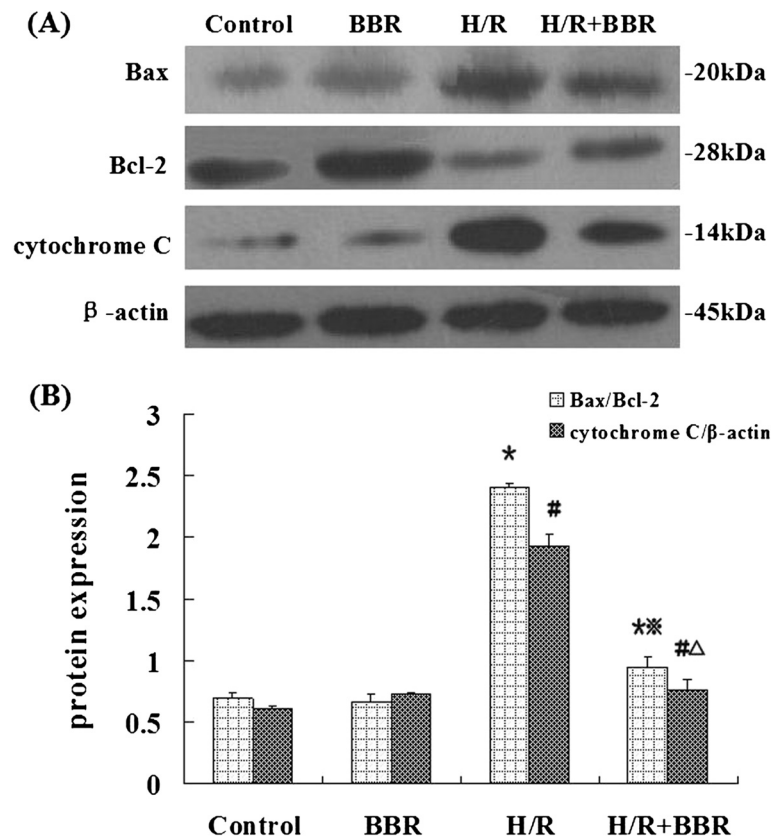 (A)
Control BBR H/R H/R+BBR
Bax -20kDa
Bcl-2 -28kDa
cytochrome C -14kDa
β-actin -45kDa
(B)
Bax/Bcl-2
cytochrome C/β-actin
protein expression
3
2.5
2
1.5
1
0.5
0
*
#
*※
#△
Control BBR H/R H/R+BBR